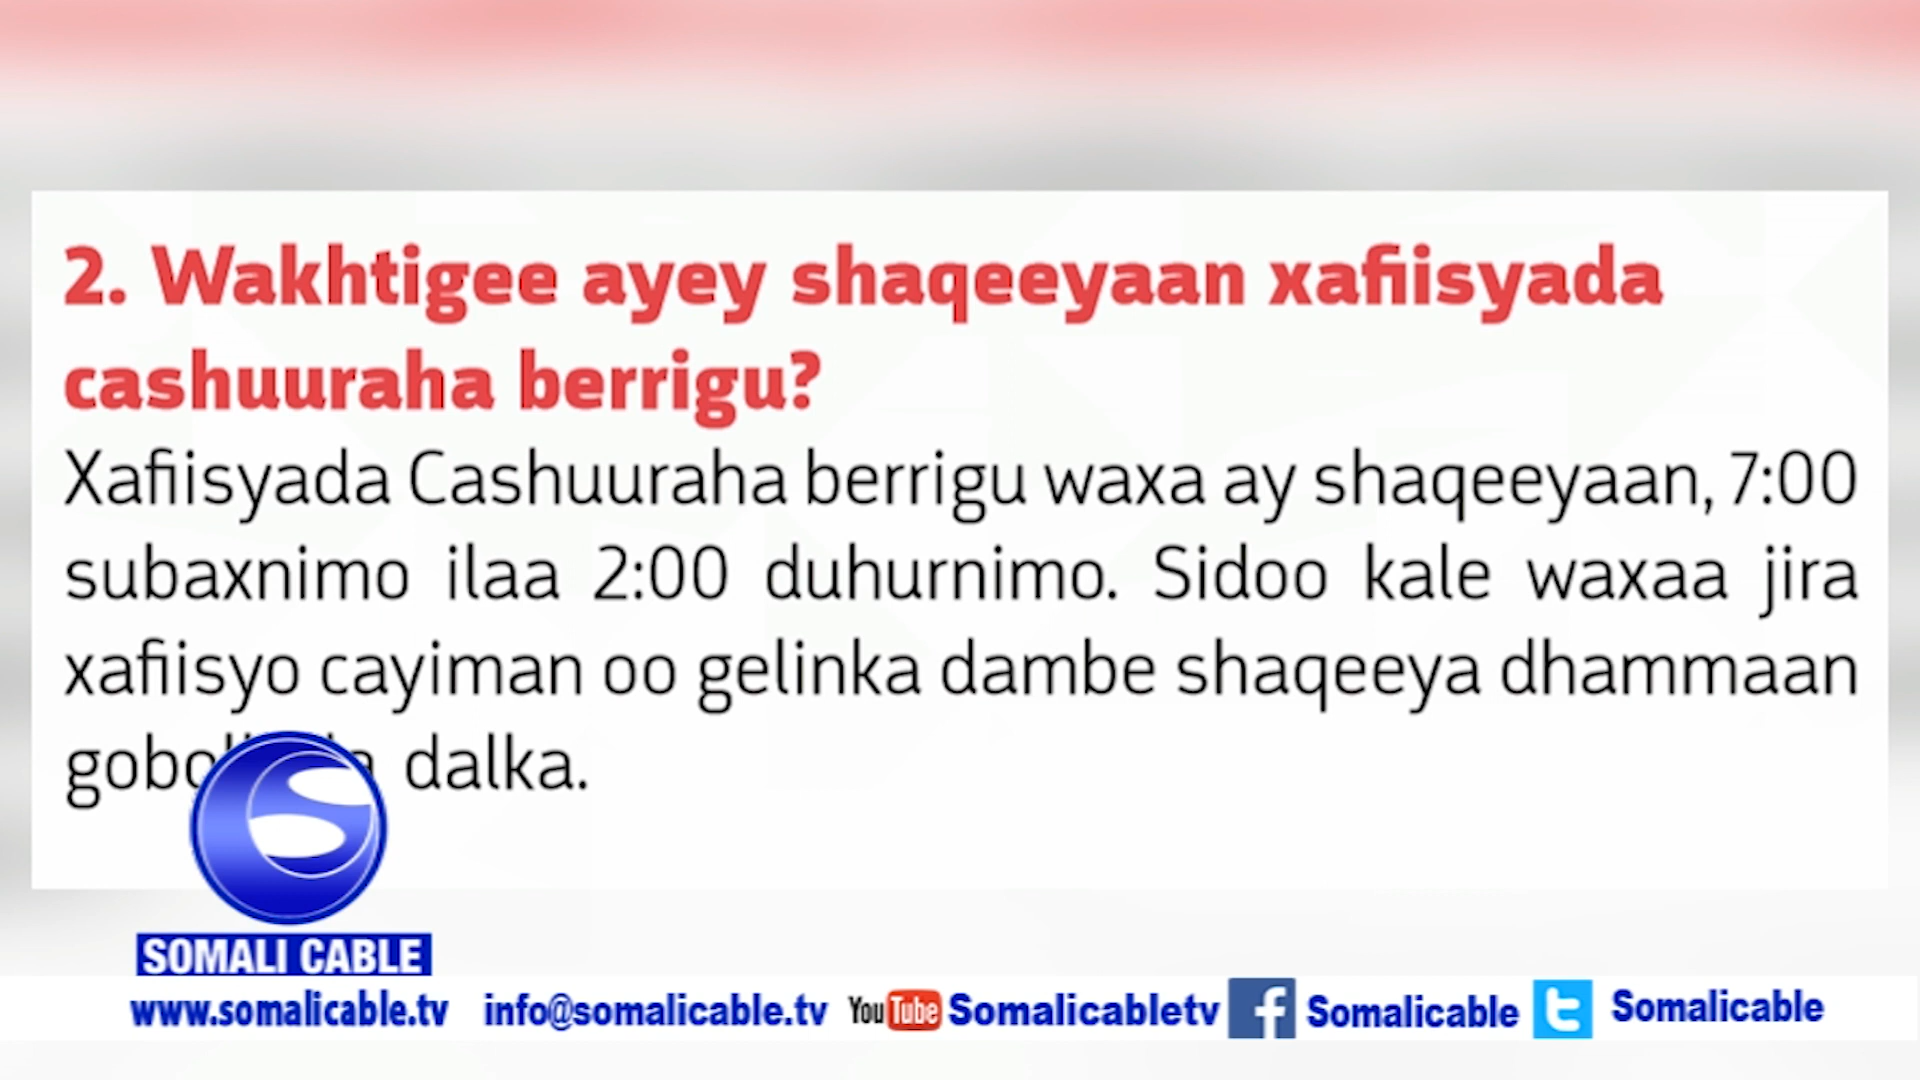 2. Wakhtigee ayey shaqeeyaan xafiisyada
cashuuraha berrigu?
Xafiisyada Cashuuraha berrigu waxa ay shaqeeyaan, 7:00
subaxnimo ilaa 2:00 duhurnimo. Sidoo kale waxaa jira
xafiisyo cayiman oo gelinka dambe shaqeeya dhammaan
dalka.
SOMALI CABLE
www.somalicable.tv info@somalicable.tv YouTube Somalicabletv f Somalicable t Somalicable